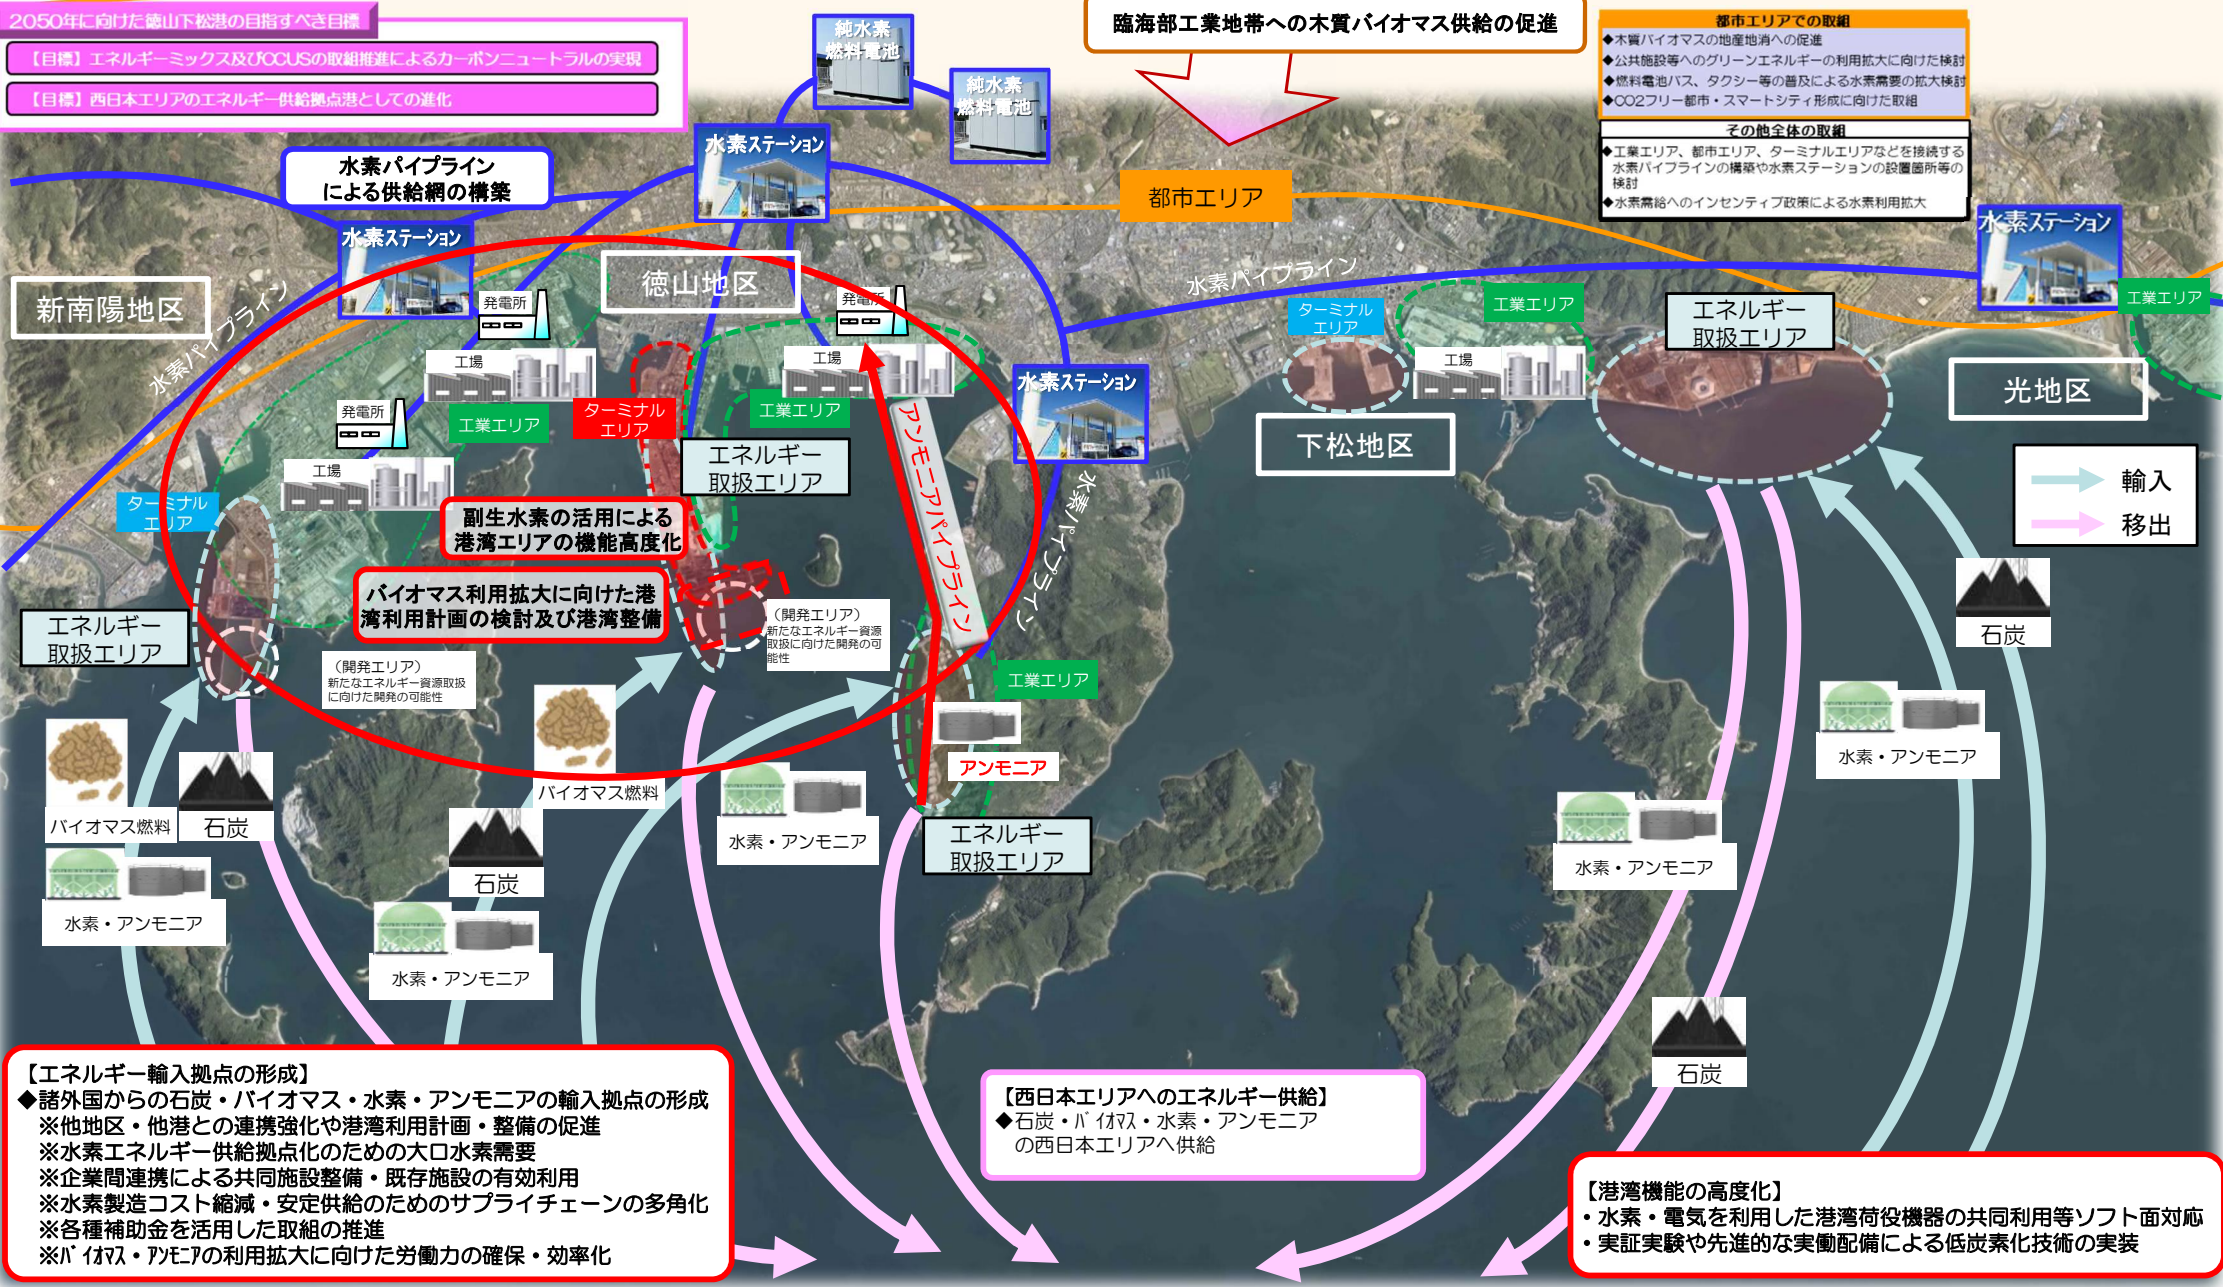 2050年に向けた徳山下松港の目指すべき目標
【目標】エネルギーミックス及びCCUSの取組推進によるカーボンニュートラルの実現
【目標】西日本エリアのエネルギー供給拠点港としての進化
純水素
燃料電池
純水素
燃料電池
臨海部工業地帯への木質バイオマス供給の促進
都市エリアでの取組
◆木質バイオマスの地産地消への促進
◆公共施設等へのグリーンエネルギーの利用拡大に向けた検討
◆燃料電池バス、タクシー等の普及による水素需要の拡大検討
◆CO2フリー都市・スマートシティ形成に向けた取組
その他全体の取組
◆工業エリア、都市エリア、ターミナルエリアなどを接続する
水素パイプラインの構築や水素ステーションの設置箇所等の
検討
◆水素需給へのインセンティブ政策による水素利用拡大
水素パイプライン
による供給網の構築
水素ステーション
水素ステーション
都市エリア
水素ステーション
新南陽地区
水素パイプライン
徳山地区
発電所
発電所
水素パイプライン
ターミナル
エリア
工業エリア
エネルギー
取扱エリア
工業エリア
工場
工場
工場
水素ステーション
光地区
発電所
工業エリア
ターミナル
エリア
工業エリア
アンモニアパイプライン
下松地区
工場
エネルギー
取扱エリア
輸入
移出
ターミナル
エリア
副生水素の活用による
港湾エリアの機能高度化
水素パイプライン
バイオマス利用拡大に向けた港
湾利用計画の検討及び港湾整備
(開発エリア)
新たなエネルギー資源
取扱に向けた開発の可
能性
石炭
エネルギー
取扱エリア
(開発エリア)
新たなエネルギー資源取扱
に向けた開発の可能性
工業エリア
アンモニア
水素・アンモニア
バイオマス燃料
石炭
バイオマス燃料
水素・アンモニア
エネルギー
取扱エリア
水素・アンモニア
石炭
水素・アンモニア
水素・アンモニア
石炭
【エネルギー輸入拠点の形成】
◆諸外国からの石炭・バイオマス・水素・アンモニアの輸入拠点の形成
※他地区・他港との連携強化や港湾利用計画・整備の促進
※水素エネルギー供給拠点化のための大口水素需要
※企業間連携による共同施設整備・既存施設の有効利用
※水素製造コスト縮減・安定供給のためのサプライチェーンの多角化
※各種補助金を活用した取組の推進
※バイオマス・アンモニアの利用拡大に向けた労働力の確保・効率化
【西日本エリアへのエネルギー供給】
◆石炭・バイオマス・水素・アンモニア
の西日本エリアへ供給
【港湾機能の高度化】
・水素・電気を利用した港湾荷役機器の共同利用等ソフト面対応
・実証実験や先進的な実働配備による低炭素化技術の実装